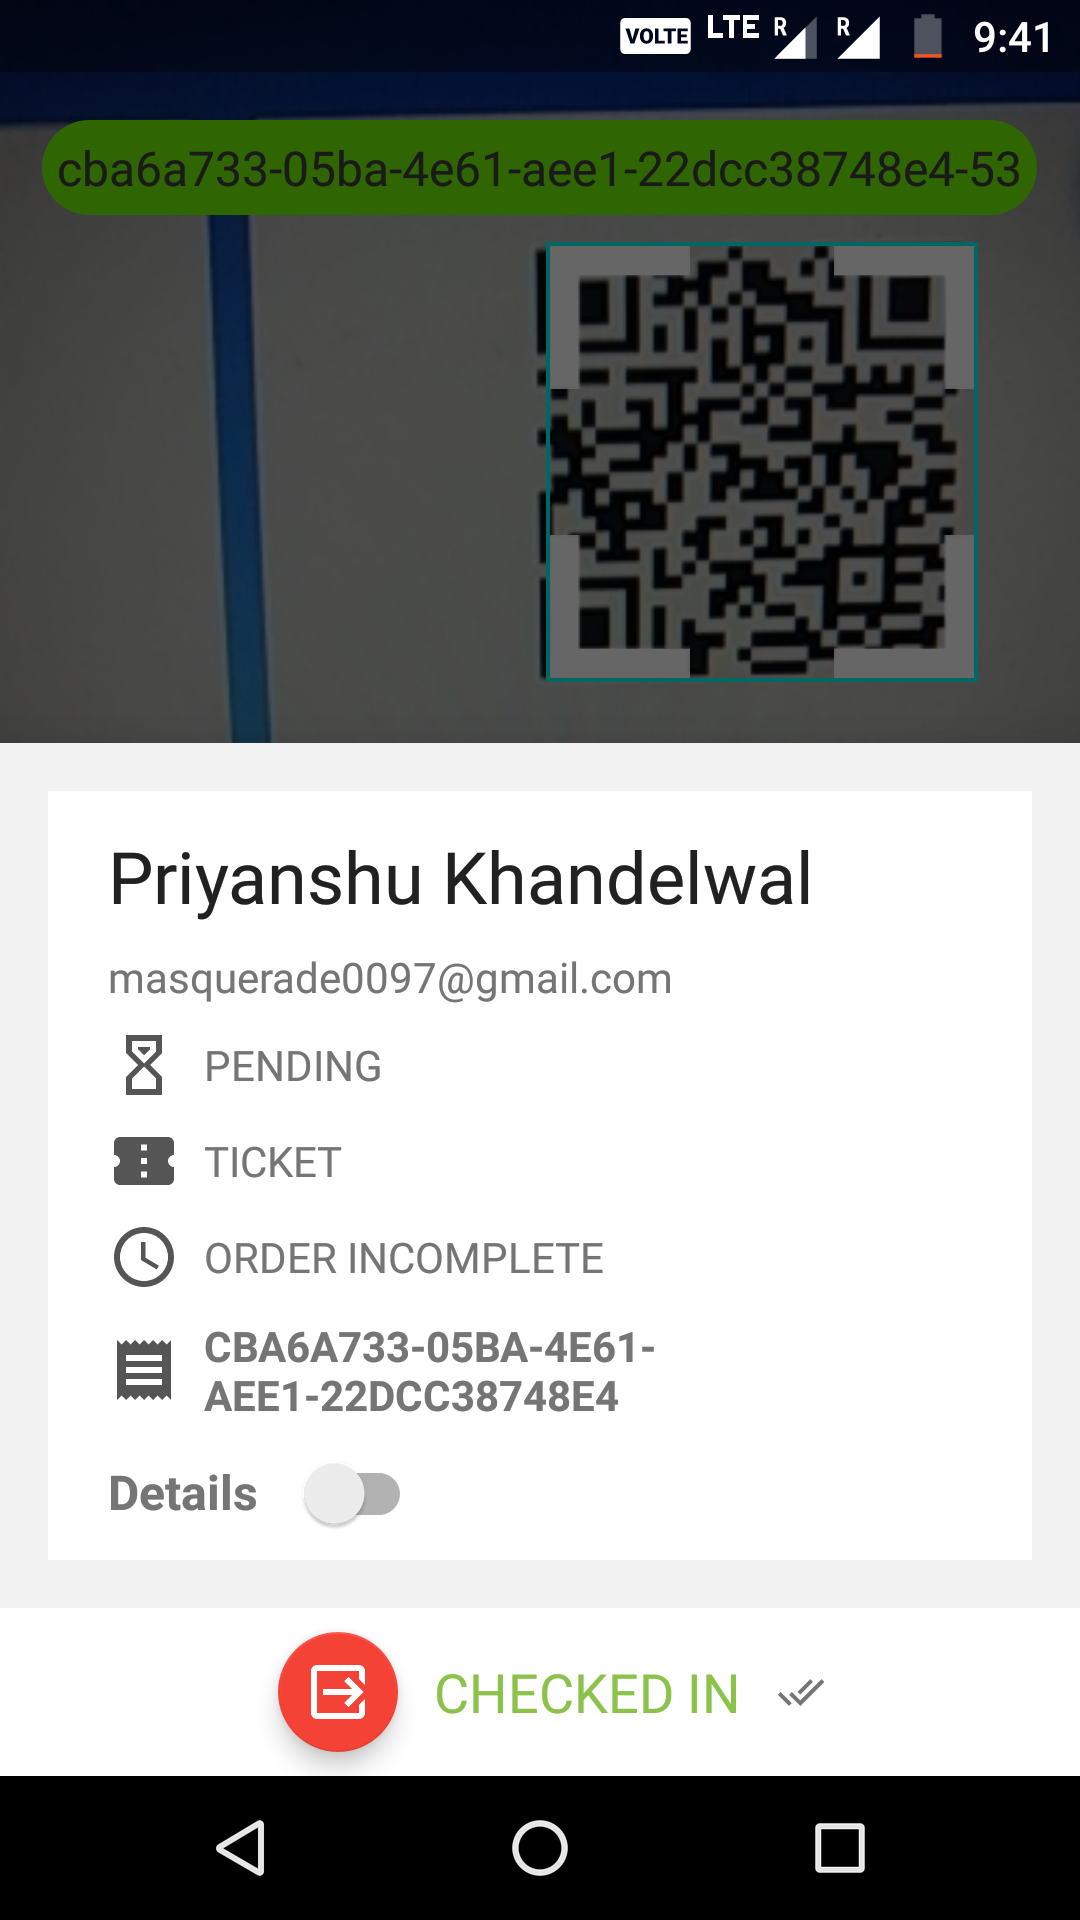 VOLTE LTE R R 9:41
cba6a733-05ba-4e61-aee1-22dcc38748e4-53
Priyanshu Khandelwal
masquerade0097@gmail.com
PENDING
TICKET
ORDER INCOMPLETE
CBA6A733-05BA-4E61-
AEE1-22DCC38748E4
Details
CHECKED IN